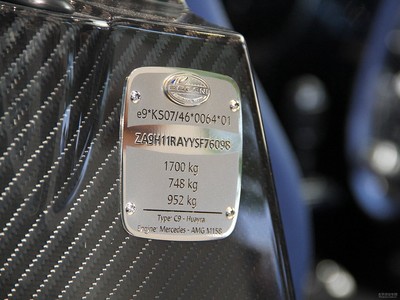 PAGANI
e9*KS07/46*0064*01
ZA9H11RAYYSF76098
1700 kg
748 kg
952 kg
Type: C9 - Huayra
Engine: Mercedes - AMG M158